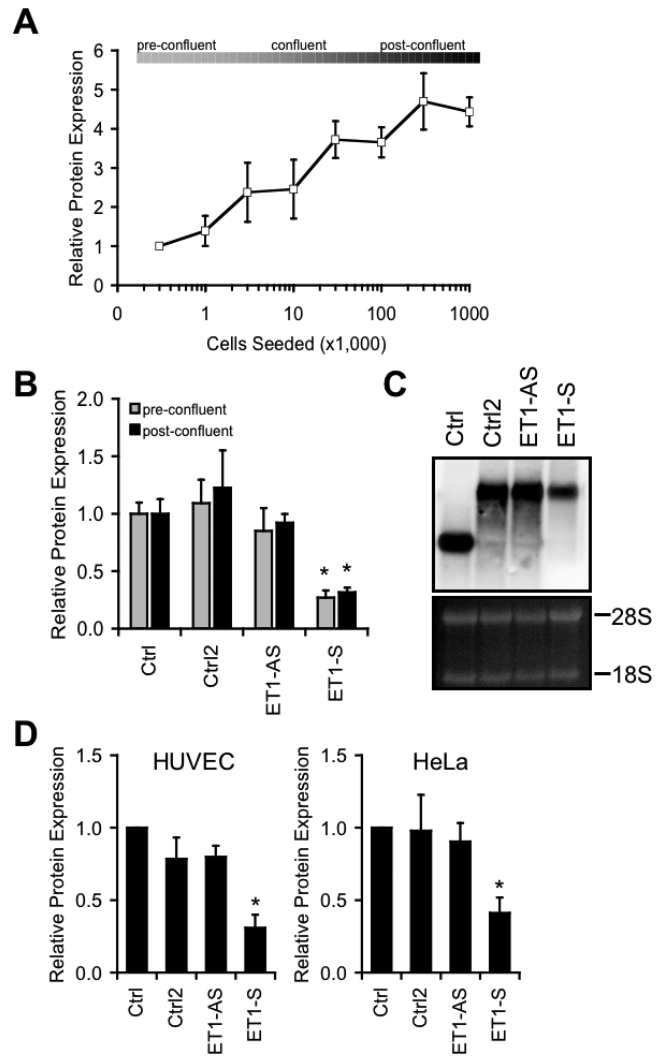 A
pre-confluent confluent post-confluent
Relative Protein Expression
6
5
4
3
2
1
0
0 1 10 100 1000
Cells Seeded (x1,000)
B
Relative Protein Expression
2.0
1.5
1.0
0.5
0.0
pre-confluent
post-confluent
* *
Ctrl Ctrl2 ET1-AS ET1-S
C
Ctrl Ctrl2 ET1-AS ET1-S
28S
18S
D
HUVEC
Relative Protein Expression
1.5
1.0
0.5
0.0
*
Ctrl Ctrl2 ET1-AS ET1-S
HeLa
Relative Protein Expression
1.5
1.0
0.5
0.0
*
Ctrl Ctrl2 ET1-AS ET1-S